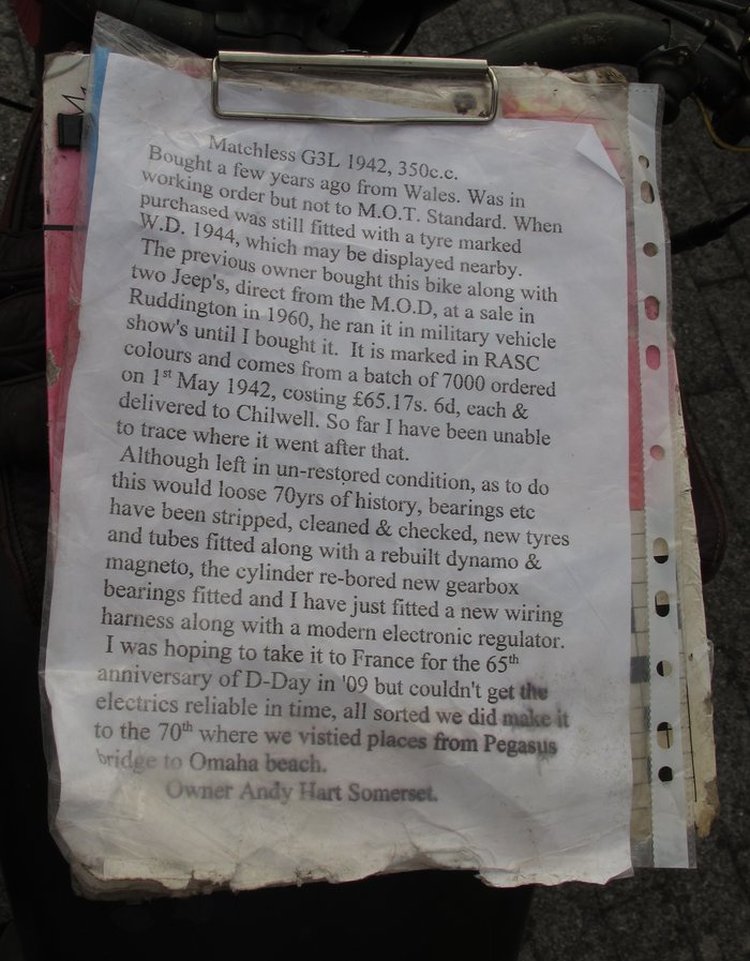 Matchless G3L 1942, 350c.c.
Bought a few years ago from Wales. Was in
working order but not to M.O.T. Standard. When
purchased was still fitted with a tyre marked
W.D. 1944, which may be displayed nearby.
The previous owner bought this bike along with
two Jeep's, direct from the M.O.D, at a sale in
Ruddington in 1960, he ran it in military vehicle
show's until I bought it. It is marked in RASC
colours and comes from a batch of 7000 ordered
on 1st May 1942, costing £65.17s. 6d, each &
delivered to Chilwell. So far I have been unable
to trace where it went after that.
Although left in un-restored condition, as to do
this would loose 70yrs of history, bearings etc
have been stripped, cleaned & checked, new tyres
and tubes fitted along with a rebuilt dynamo &
magneto, the cylinder re-bored new gearbox
bearings fitted and I have just fitted a new wiring
harness along with a modern electronic regulator.
I was hoping to take it to France for the 65th
anniversary of D-Day in '09 but couldn't get the
electrics reliable in time, all sorted we did make it
to the 70th where we vistied places from Pegasus
bridge to Omaha beach.
Owner Andy Hart Somerset.